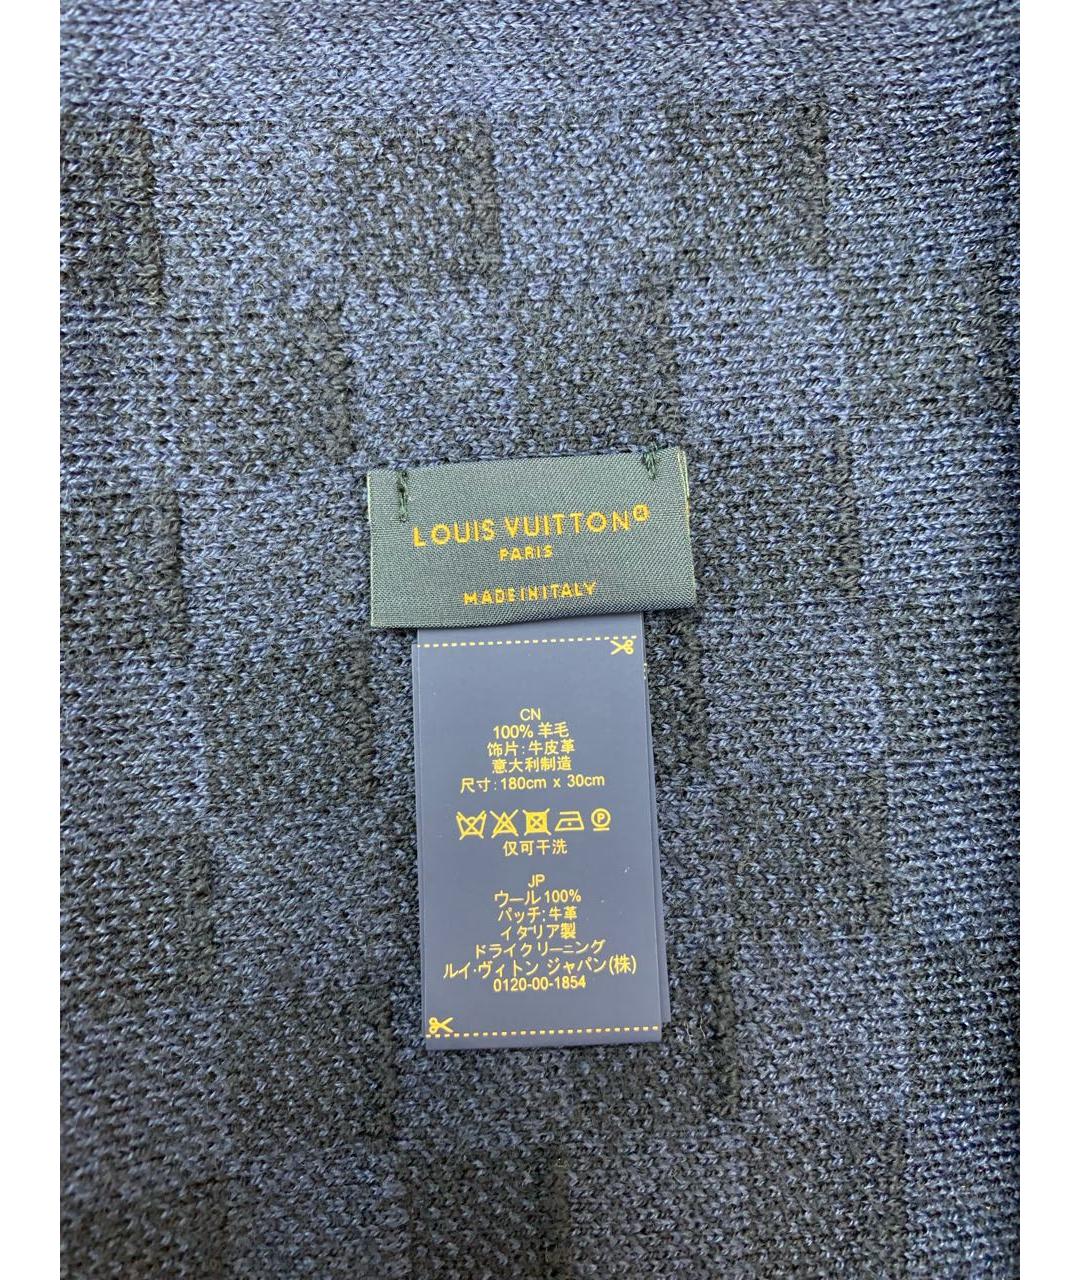 LOUIS VUITTON
PARIS
MADE IN ITALY
CN
100% 羊毛
饰片: 牛皮革
意大利制造
尺寸: 180cm x 30cm
P
仅可干洗
JP
ウール 100%
パッチ: 牛革
イタリア製
ドライクリーニング
ルイ・ヴィトン ジャパン(株)
0120-00-1854